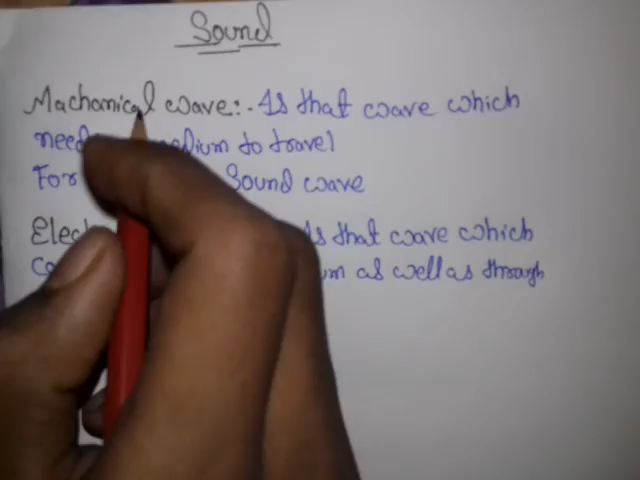 Sound
Machanical wave:- Is that wave which
need medium to travel
For Sound wave
Is that wave which
as well as through